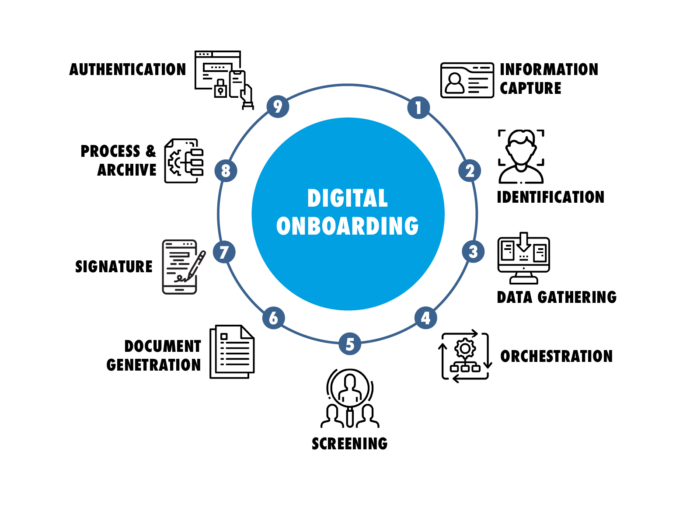 DIGITAL
ONBOARDING
1
INFORMATION
CAPTURE
2
IDENTIFICATION
3
DATA GATHERING
4
ORCHESTRATION
5
SCREENING
6
DOCUMENT
GENETRATION
7
SIGNATURE
8
PROCESS &
ARCHIVE
9
AUTHENTICATION